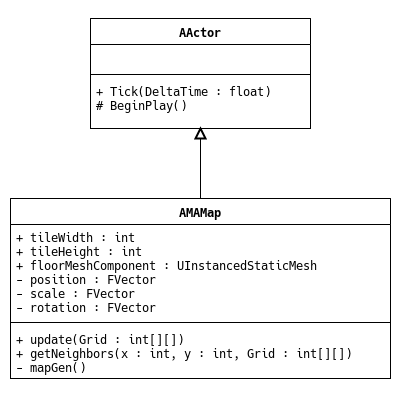 AActor
+ Tick(DeltaTime : float)
# BeginPlay()
AMAMap
+ tileWidth : int
+ tileHeight : int
+ floorMeshComponent : UInstancedStaticMesh
- position : FVector
- scale : FVector
- rotation : FVector
+ update(Grid : int[][])
+ getNeighbors(x : int, y : int, Grid : int[][])
- mapGen()